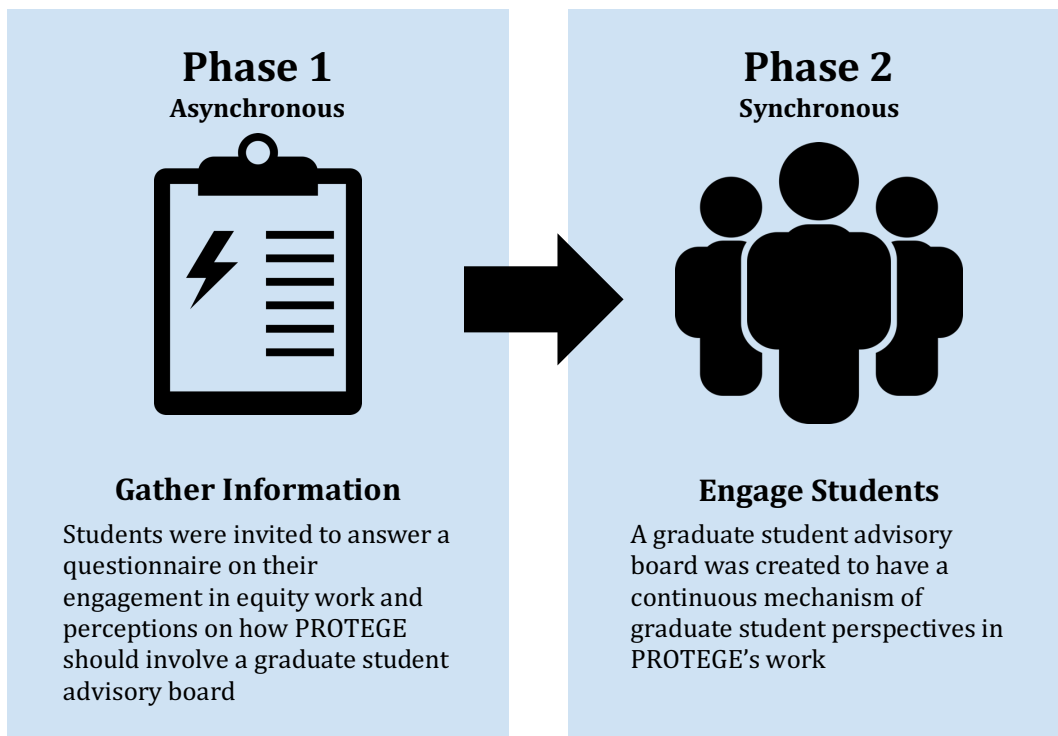 Phase 1
Asynchronous
Gather Information
Students were invited to answer a
questionnaire on their
engagement in equity work and
perceptions on how PROTEGE
should involve a graduate student
advisory board
Phase 2
Synchronous
Engage Students
A graduate student advisory
board was created to have a
continuous mechanism of
graduate student perspectives in
PROTEGE’s work